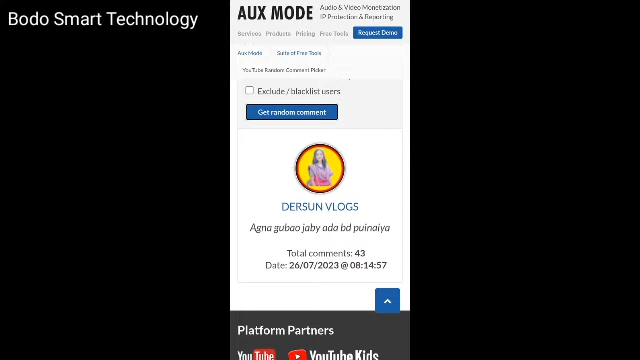 Bodo Smart Technology
AUX MODE
Audio & Video Monetization
IP Protection & Reporting
Services Products Pricing Free Tools Request Demo
Aux Mode Suite of Free Tools
YouTube Random Comment Picker
Exclude / blacklist users
Get random comment
DERSUN VLOGS
Agna gubao jaby ada bd puinaiya
Total comments: 43
Date: 26/07/2023 @ 08:14:57
Platform Partners
YouTube YouTube Kids